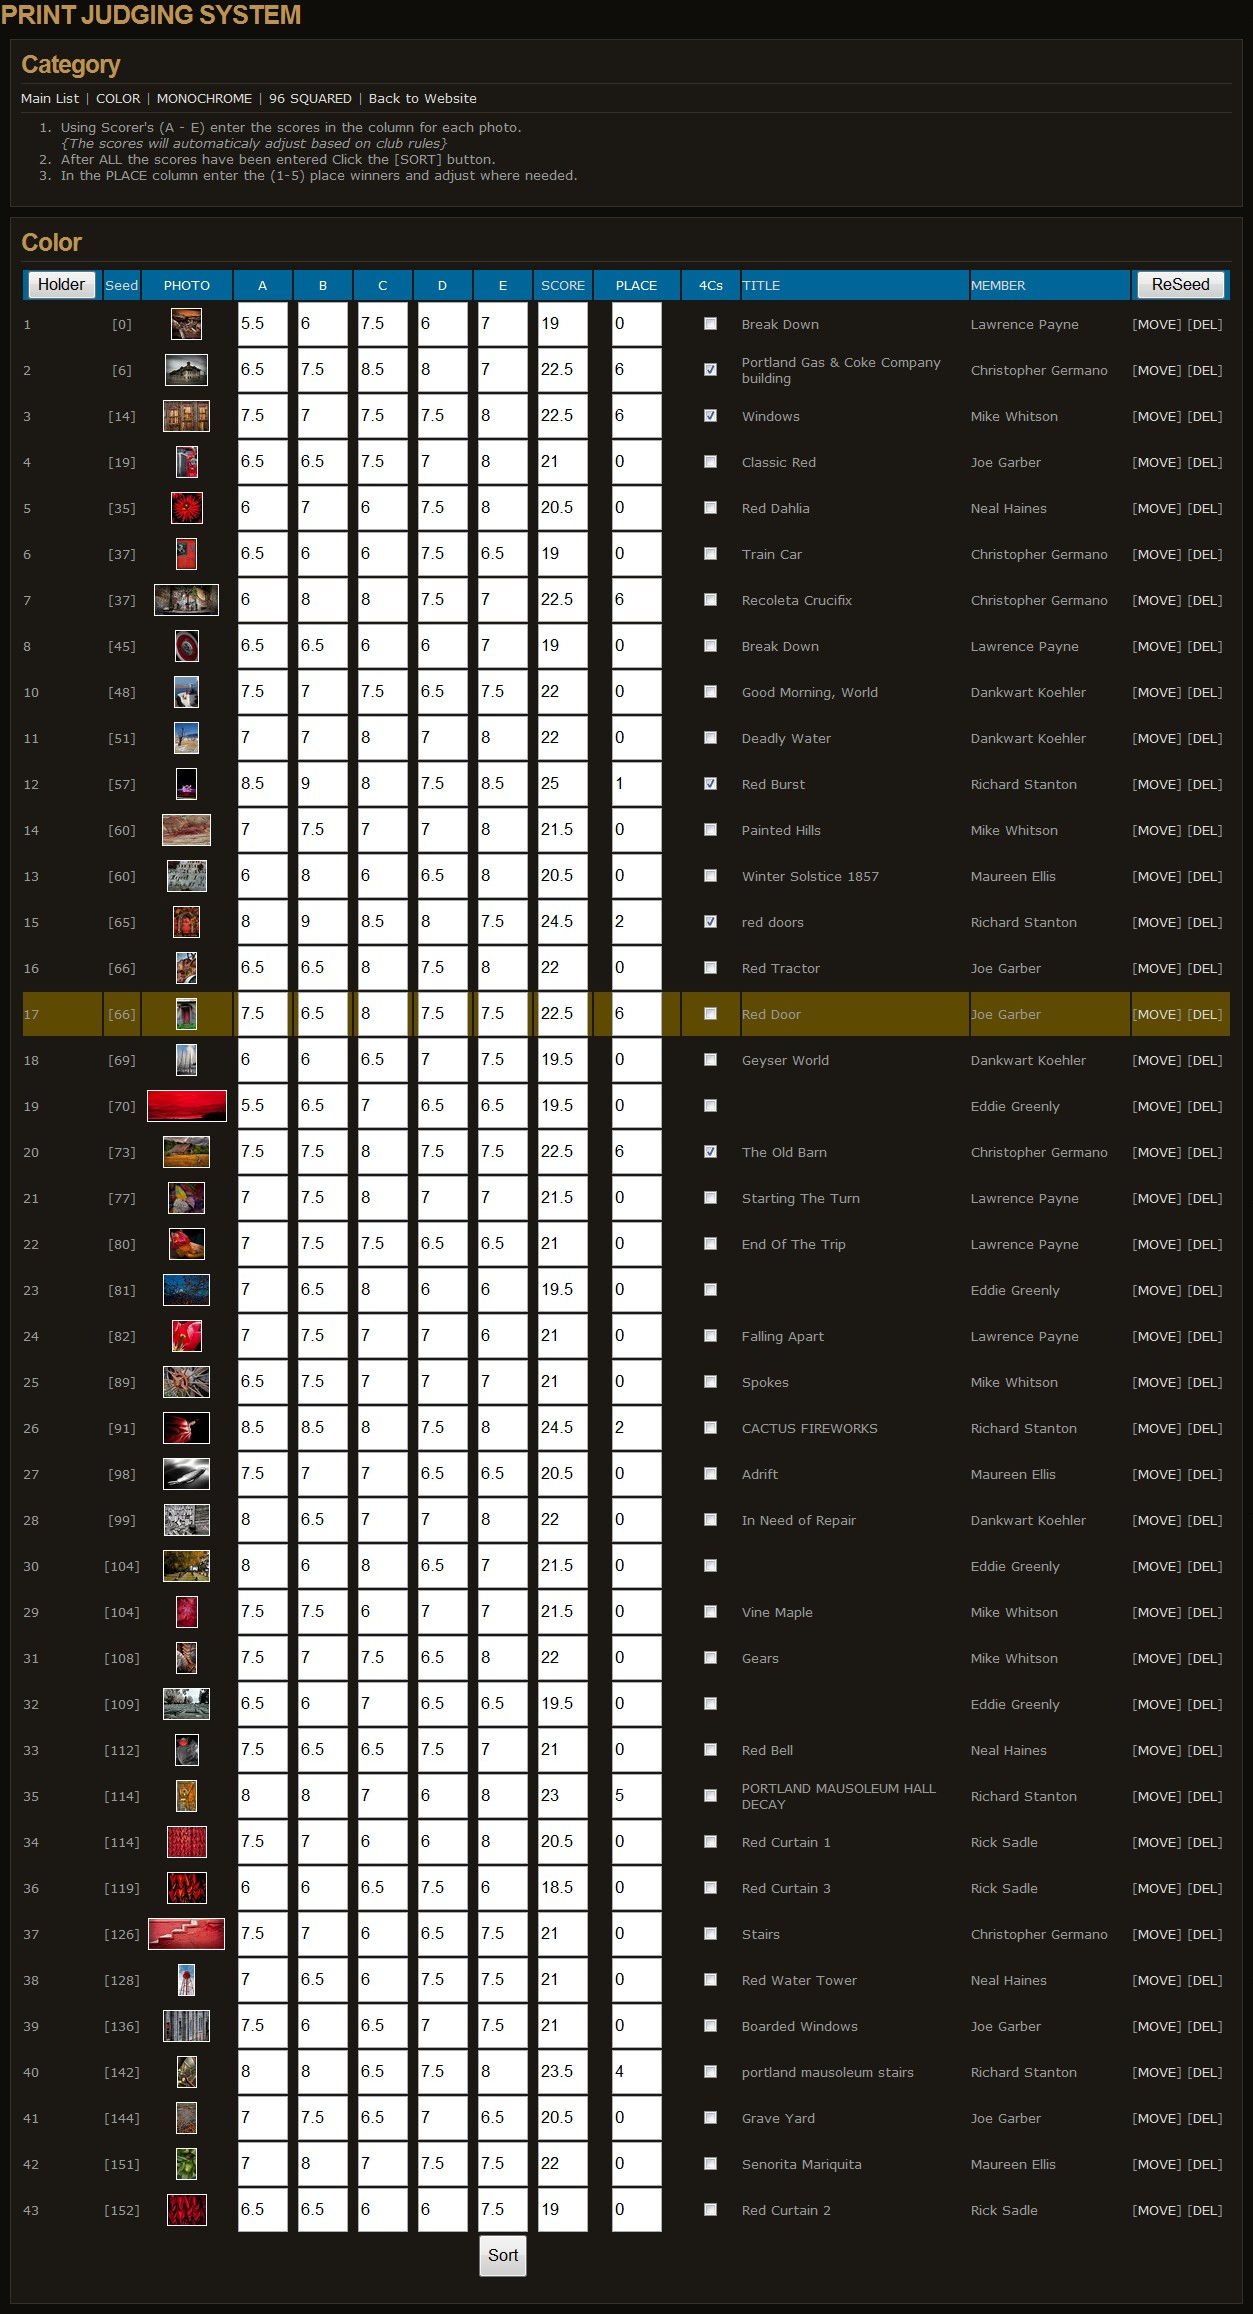 PRINT JUDGING SYSTEM
Category
Main List | COLOR | MONOCHROME | 96 SQUARED | Back to Website
1. Using Scorer's (A - E) enter the scores in the column for each photo.
{The scores will automaticaly adjust based on club rules}
2. After ALL the scores have been entered Click the [SORT] button.
3. In the PLACE column enter the (1-5) place winners and adjust where needed.
Color
Holder Seed PHOTO A B C D E SCORE PLACE 4Cs TITLE MEMBER ReSeed
1 [0] 5.5 6 7.5 6 7 19 0 Break Down Lawrence Payne [MOVE] [DEL]
2 [6] 6.5 7.5 8.5 8 7 22.5 6 Portland Gas & Coke Company
building Christopher Germano [MOVE] [DEL]
3 [14] 7.5 7 7.5 7.5 8 22.5 6 Windows Mike Whitson [MOVE] [DEL]
4 [19] 6.5 6.5 7.5 7 8 21 0 Classic Red Joe Garber [MOVE] [DEL]
5 [35] 6 7 6 7.5 8 20.5 0 Red Dahlia Neal Haines [MOVE] [DEL]
6 [37] 6.5 6 6 7.5 6.5 19 0 Train Car Christopher Germano [MOVE] [DEL]
7 [37] 6 8 8 7.5 7 22.5 6 Recoleta Crucifix Christopher Germano [MOVE] [DEL]
8 [45] 6.5 6.5 6 6 7 19 0 Break Down Lawrence Payne [MOVE] [DEL]
10 [48] 7.5 7 7.5 6.5 7.5 22 0 Good Morning, World Dankwart Koehler [MOVE] [DEL]
11 [51] 7 7 8 7 8 22 0 Deadly Water Dankwart Koehler [MOVE] [DEL]
12 [57] 8.5 9 8 7.5 8.5 25 1 Red Burst Richard Stanton [MOVE] [DEL]
14 [60] 7 7.5 7 7 8 21.5 0 Painted Hills Mike Whitson [MOVE] [DEL]
13 [60] 6 8 6 6.5 8 20.5 0 Winter Solstice 1857 Maureen Ellis [MOVE] [DEL]
15 [65] 8 9 8.5 8 7.5 24.5 2 red doors Richard Stanton [MOVE] [DEL]
16 [66] 6.5 6.5 8 7.5 8 22 0 Red Tractor Joe Garber [MOVE] [DEL]
17 [66] 7.5 6.5 8 7.5 7.5 22.5 6 Red Door Joe Garber [MOVE] [DEL]
18 [69] 6 6 6.5 7 7.5 19.5 0 Geyser World Dankwart Koehler [MOVE] [DEL]
19 [70] 5.5 6.5 7 6.5 6.5 19.5 0 Eddie Greenly [MOVE] [DEL]
20 [73] 7.5 7.5 8 7.5 7.5 22.5 6 The Old Barn Christopher Germano [MOVE] [DEL]
21 [77] 7 7.5 8 7 7 21.5 0 Starting The Turn Lawrence Payne [MOVE] [DEL]
22 [80] 7 7.5 7.5 6.5 6.5 21 0 End Of The Trip Lawrence Payne [MOVE] [DEL]
23 [81] 7 6.5 8 6 6 19.5 0 Eddie Greenly [MOVE] [DEL]
24 [82] 7 7.5 7 7 6 21 0 Falling Apart Lawrence Payne [MOVE] [DEL]
25 [89] 6.5 7.5 7 7 7 21 0 Spokes Mike Whitson [MOVE] [DEL]
26 [91] 8.5 8.5 8 7.5 8 24.5 2 CACTUS FIREWORKS Richard Stanton [MOVE] [DEL]
27 [98] 7.5 7 7 6.5 6.5 20.5 0 Adrift Maureen Ellis [MOVE] [DEL]
28 [99] 8 6.5 7 7 8 22 0 In Need of Repair Dankwart Koehler [MOVE] [DEL]
30 [104] 8 6 8 6.5 7 21.5 0 Eddie Greenly [MOVE] [DEL]
29 [104] 7.5 7.5 6 7 7 21.5 0 Vine Maple Mike Whitson [MOVE] [DEL]
31 [108] 7.5 7 7.5 6.5 8 22 0 Gears Mike Whitson [MOVE] [DEL]
32 [109] 6.5 6 7 6.5 6.5 19.5 0 Eddie Greenly [MOVE] [DEL]
33 [112] 7.5 6.5 6.5 7.5 7 21 0 Red Bell Neal Haines [MOVE] [DEL]
35 [114] 8 8 7 6 8 23 5 PORTLAND MAUSOLEUM HALL
DECAY Richard Stanton [MOVE] [DEL]
34 [114] 7.5 7 6 6 8 20.5 0 Red Curtain 1 Rick Sadle [MOVE] [DEL]
36 [119] 6 6 6.5 7.5 6 18.5 0 Red Curtain 3 Rick Sadle [MOVE] [DEL]
37 [126] 7.5 7 6 6.5 7.5 21 0 Stairs Christopher Germano [MOVE] [DEL]
38 [128] 7 6.5 6 7.5 7.5 21 0 Red Water Tower Neal Haines [MOVE] [DEL]
39 [136] 7.5 6 6.5 7 7.5 21 0 Boarded Windows Joe Garber [MOVE] [DEL]
40 [142] 8 8 6.5 7.5 8 23.5 4 portland mausoleum stairs Richard Stanton [MOVE] [DEL]
41 [144] 7 7.5 6.5 7 6.5 20.5 0 Grave Yard Joe Garber [MOVE] [DEL]
42 [151] 7 8 7 7.5 7.5 22 0 Senorita Mariquita Maureen Ellis [MOVE] [DEL]
43 [152] 6.5 6.5 6 6 7.5 19 0 Red Curtain 2 Rick Sadle [MOVE] [DEL]
Sort